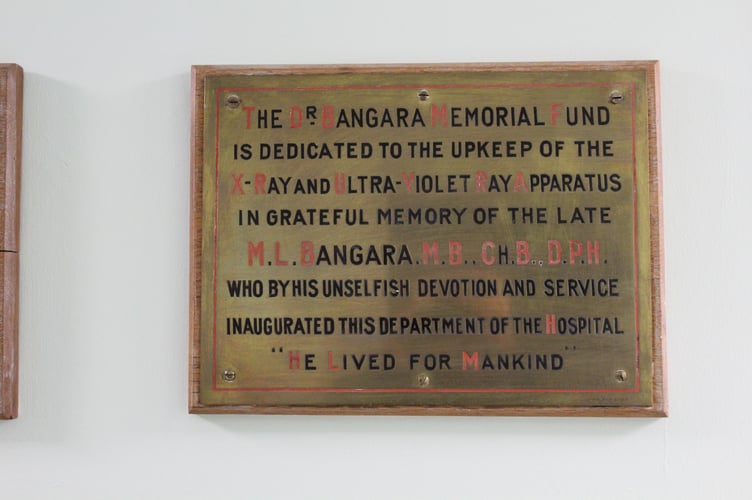 THE DR. BANGARA MEMORIAL FUND
IS DEDICATED TO THE UPKEEP OF THE
X-RAY AND ULTRA-VIOLET RAY APPARATUS
IN GRATEFUL MEMORY OF THE LATE
M.L. BANGARA. M.B., CH.B., D.P.H.
WHO BY HIS UNSELFISH DEVOTION AND SERVICE
INAUGURATED THIS DEPARTMENT OF THE HOSPITAL
"HE LIVED FOR MANKIND"